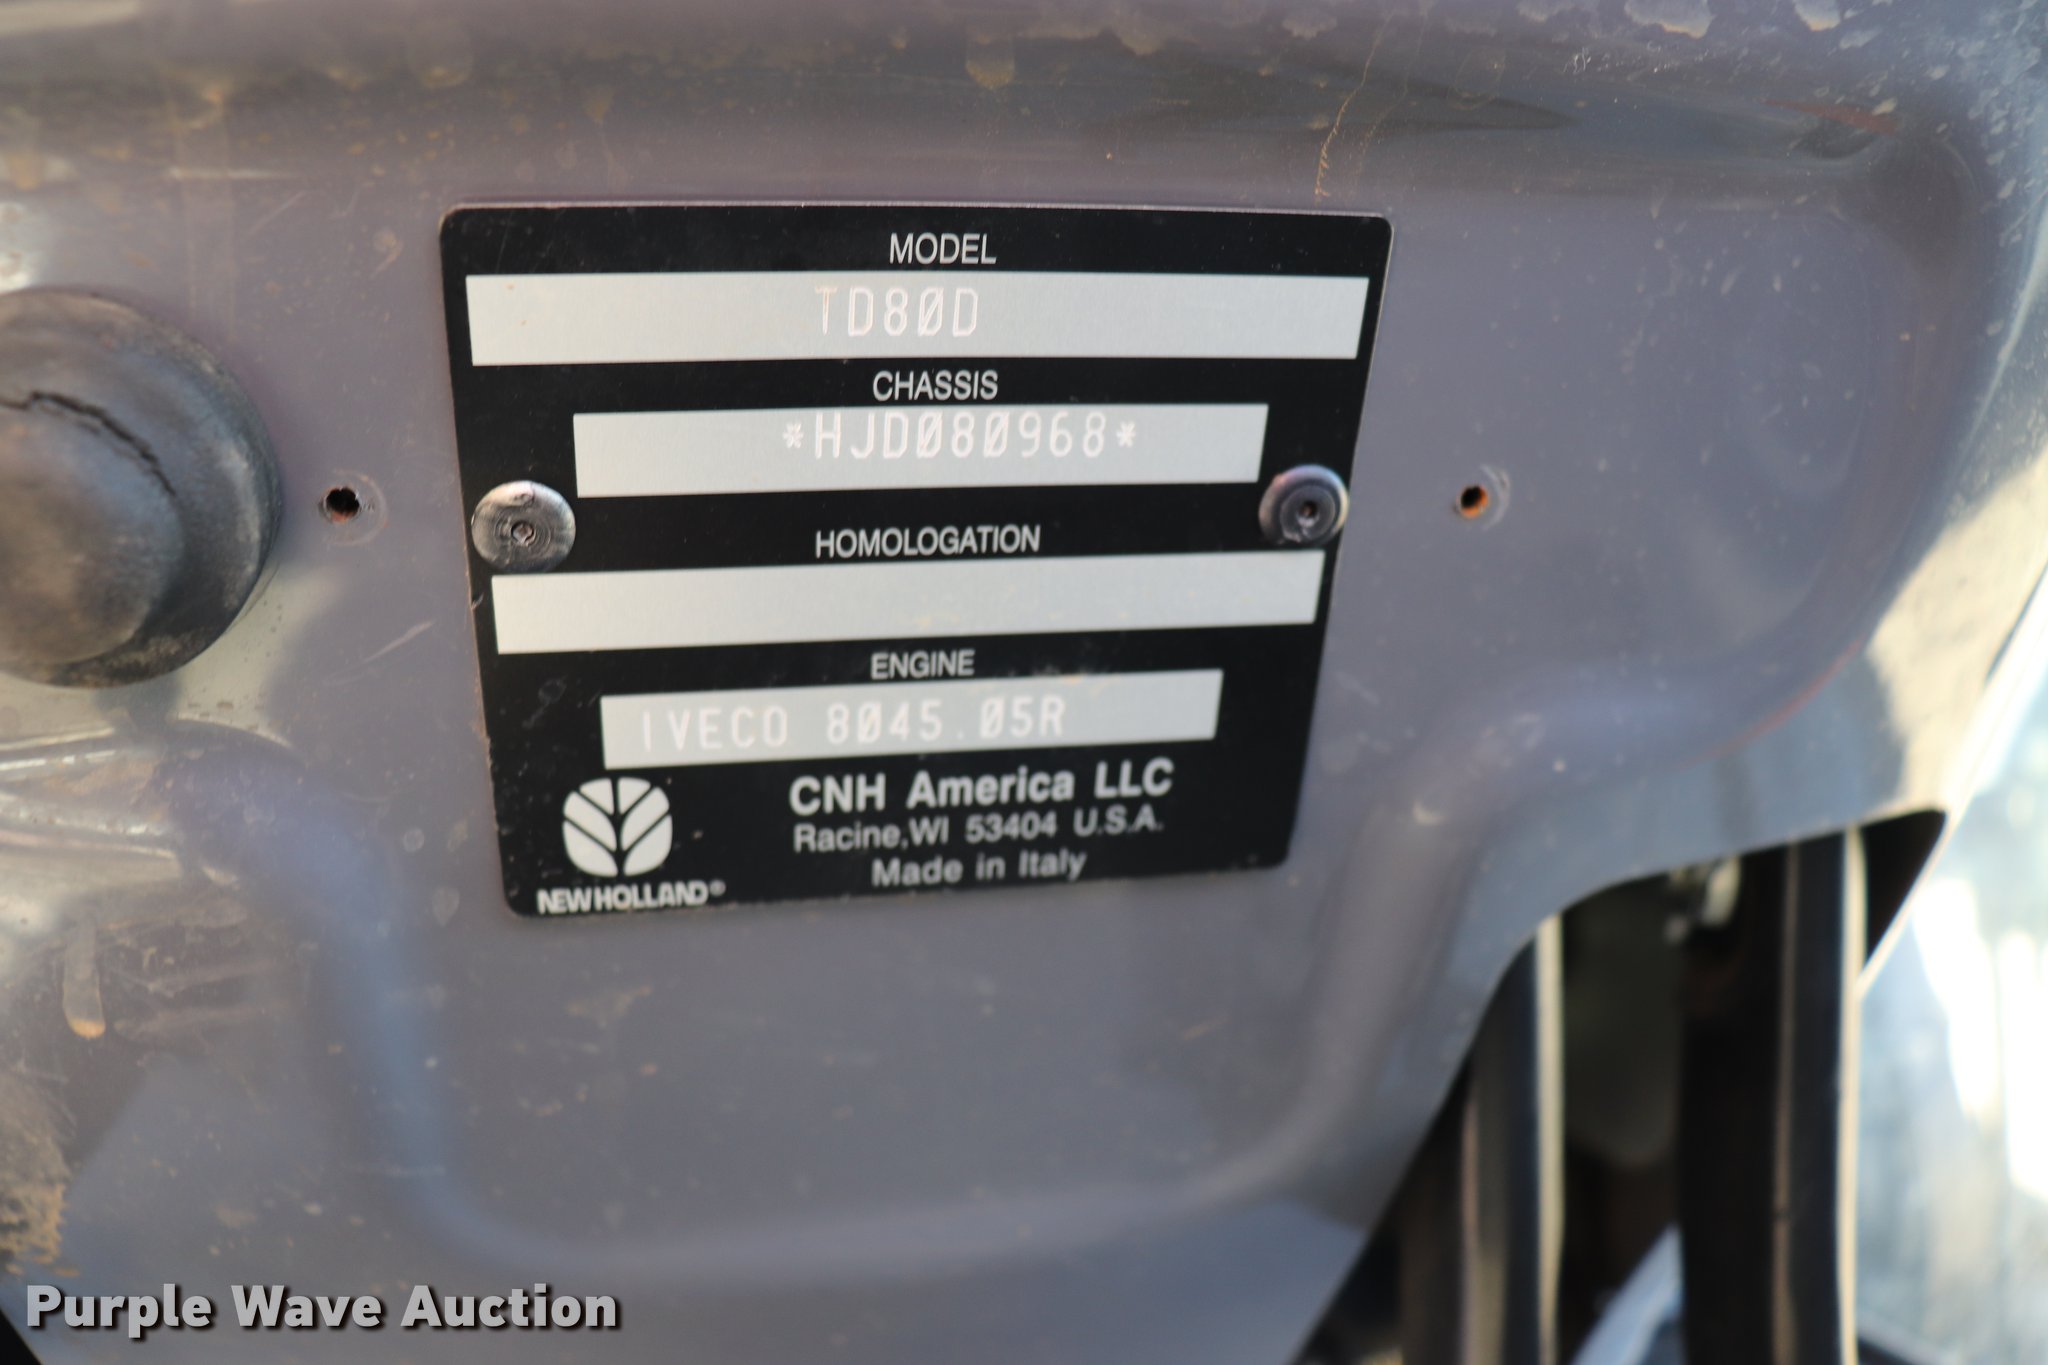 MODEL
TD80D
CHASSIS
*HJD080968*
HOMOLOGATION
ENGINE
IVECO 8045.05R
CNH America LLC
Racine, WI 53404 U.S.A.
Made in Italy
NEW HOLLAND®
Purple Wave Auction